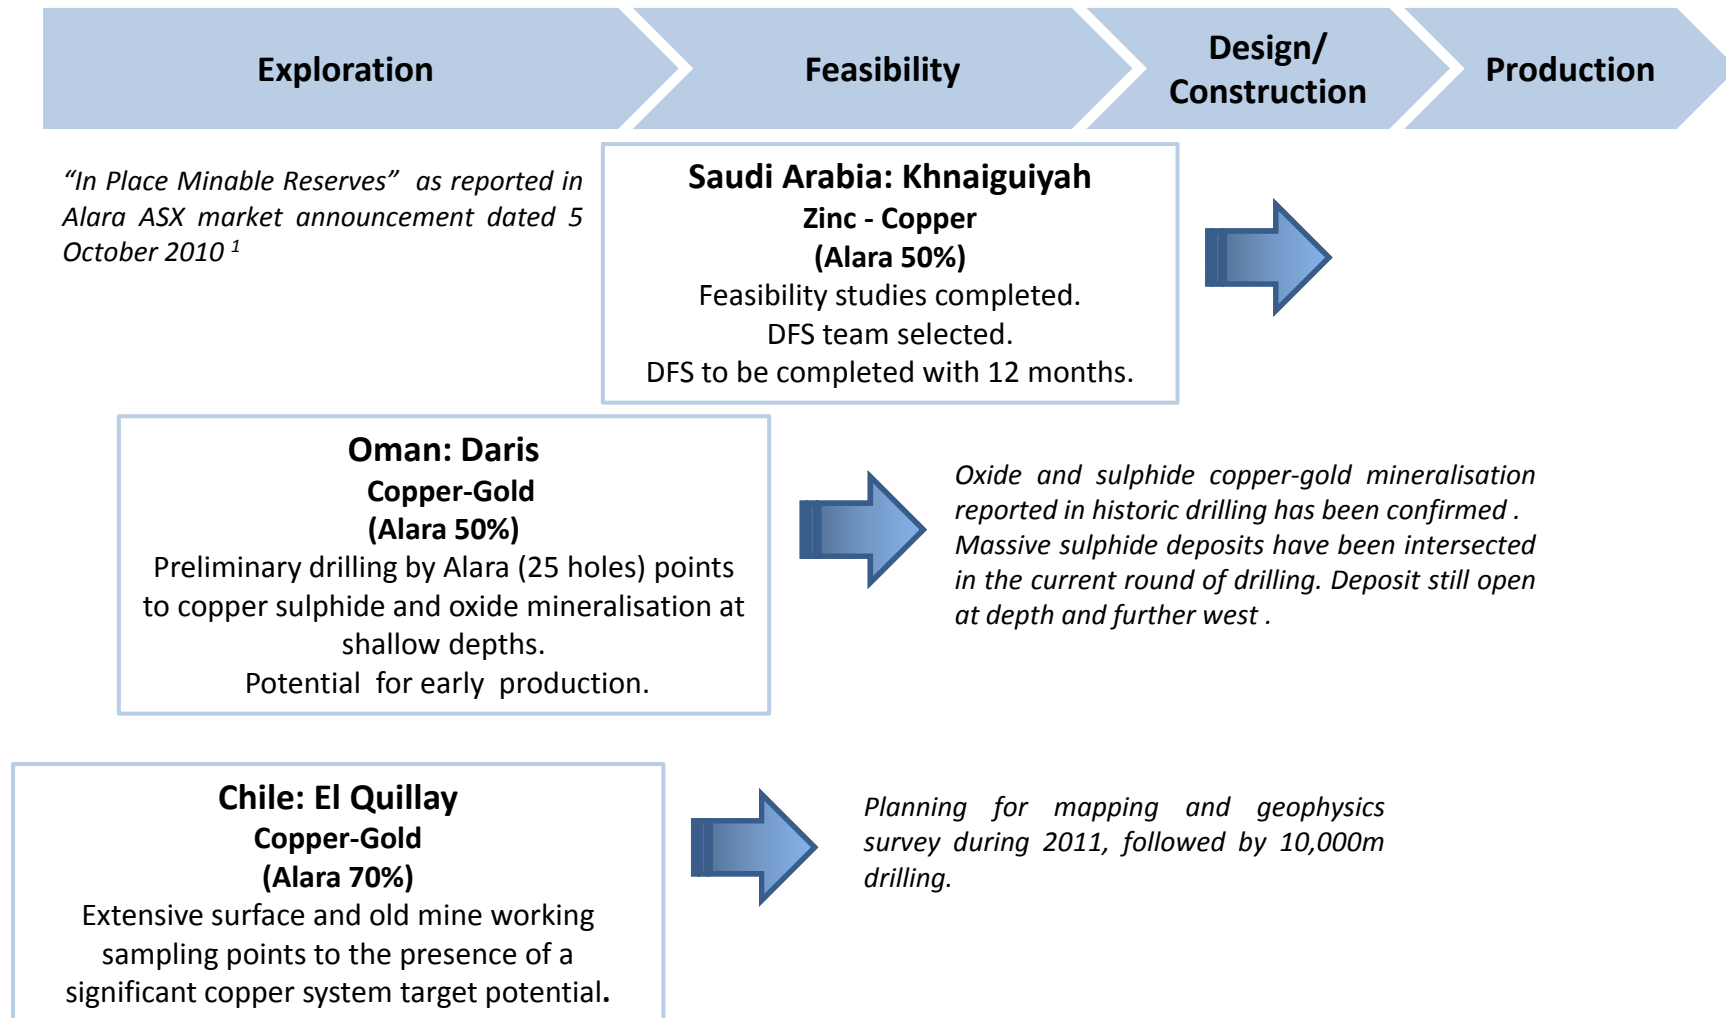 Exploration
Feasibility
Design/
Construction
Production
“In Place Minable Reserves” as reported in
Alara ASX market announcement dated 5
October 2010 1
Saudi Arabia: Khnaiguiyah
Zinc - Copper
(Alara 50%)
Feasibility studies completed.
DFS team selected.
DFS to be completed with 12 months.
Oman: Daris
Copper-Gold
(Alara 50%)
Preliminary drilling by Alara (25 holes) points
to copper sulphide and oxide mineralisation at
shallow depths.
Potential for early production.
Oxide and sulphide copper-gold mineralisation
reported in historic drilling has been confirmed .
Massive sulphide deposits have been intersected
in the current round of drilling. Deposit still open
at depth and further west .
Chile: El Quillay
Copper-Gold
(Alara 70%)
Extensive surface and old mine working
sampling points to the presence of a
significant copper system target potential.
Planning for mapping and geophysics
survey during 2011, followed by 10,000m
drilling.